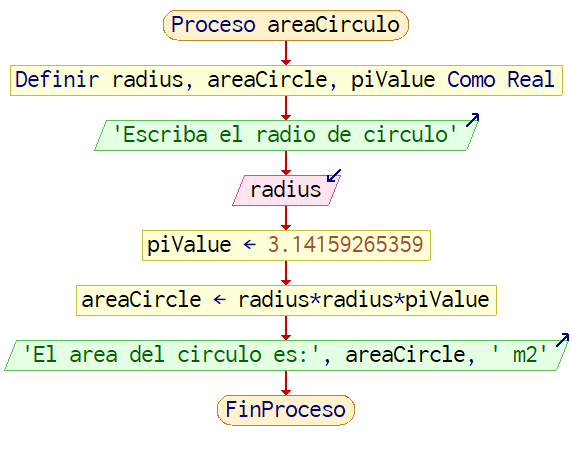 Proceso areaCirculo
Definir radius, areaCircle, piValue Como Real
'Escriba el radio de circulo'
radius
piValue ← 3.14159265359
areaCircle ← radius*radius*piValue
'El area del circulo es:', areaCircle, ' m2'
FinProceso